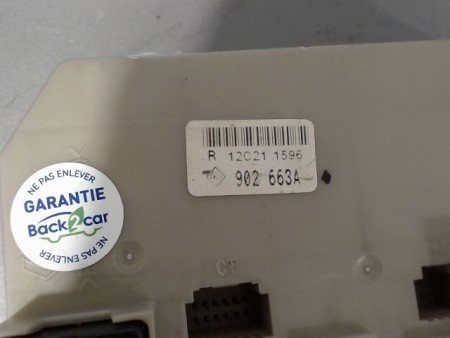 R 12C21 1596
902 663A
NE PAS ENLEVER
GARANTIE
Back2car
NE PAS ENLEVER
CT